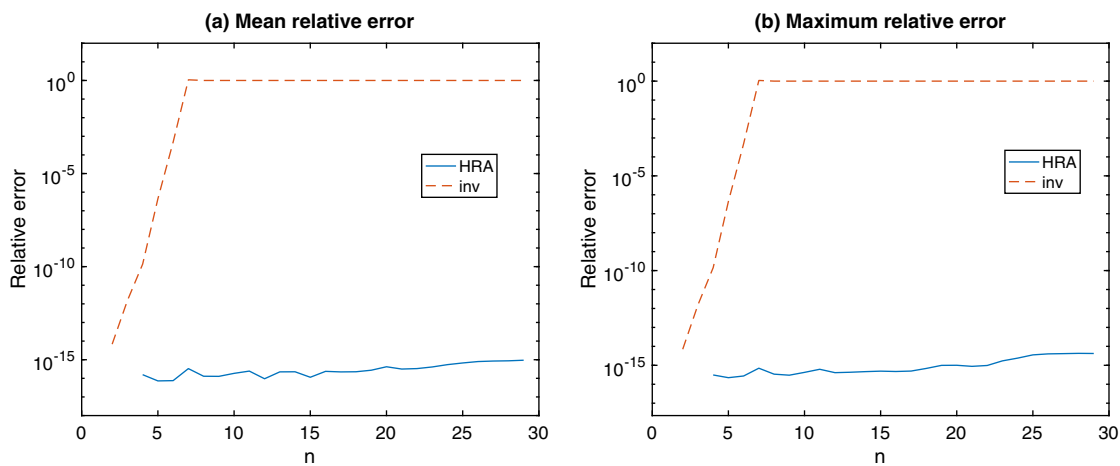 (a) Mean relative error
Relative error
10^0
10^-5
10^-10
10^-15
0 5 10 15 20 25 30
n
HRA
inv
(b) Maximum relative error
Relative error
10^0
10^-5
10^-10
10^-15
0 5 10 15 20 25 30
n
HRA
inv